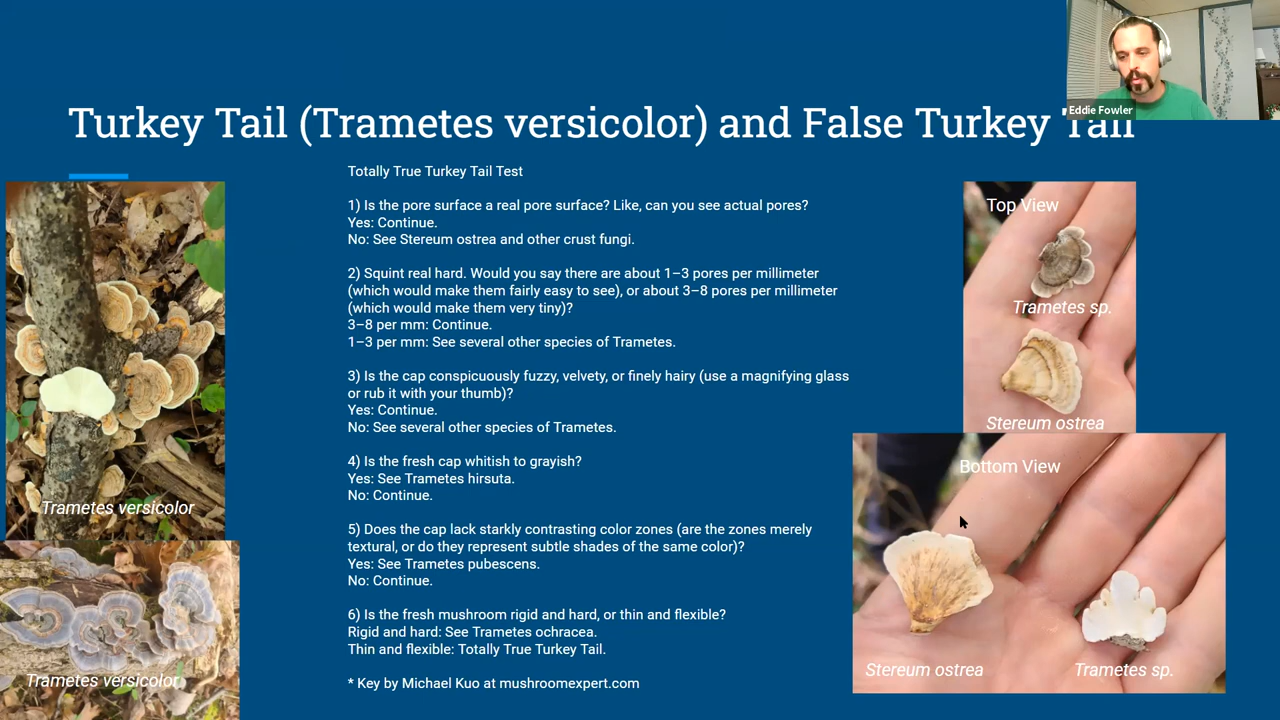 Eddie Fowler
Turkey Tail (Trametes versicolor) and False Turkey Tail
Totally True Turkey Tail Test
1) Is the pore surface a real pore surface? Like, can you see actual pores?
Yes: Continue.
No: See Stereum ostrea and other crust fungi.
2) Squint real hard. Would you say there are about 1–3 pores per millimeter
(which would make them fairly easy to see), or about 3–8 pores per millimeter
(which would make them very tiny)?
3–8 per mm: Continue.
1–3 per mm: See several other species of Trametes.
3) Is the cap conspicuously fuzzy, velvety, or finely hairy (use a magnifying glass
or rub it with your thumb)?
Yes: Continue.
No: See several other species of Trametes.
4) Is the fresh cap whitish to grayish?
Yes: See Trametes hirsuta.
No: Continue.
5) Does the cap lack starkly contrasting color zones (are the zones merely
textural, or do they represent subtle shades of the same color)?
Yes: See Trametes pubescens.
No: Continue.
6) Is the fresh mushroom rigid and hard, or thin and flexible?
Rigid and hard: See Trametes ochracea.
Thin and flexible: Totally True Turkey Tail.
* Key by Michael Kuo at mushroomexpert.com
Trametes versicolor
Trametes versicolor
Top View
Trametes sp.
Stereum ostrea
Bottom View
Stereum ostrea
Trametes sp.